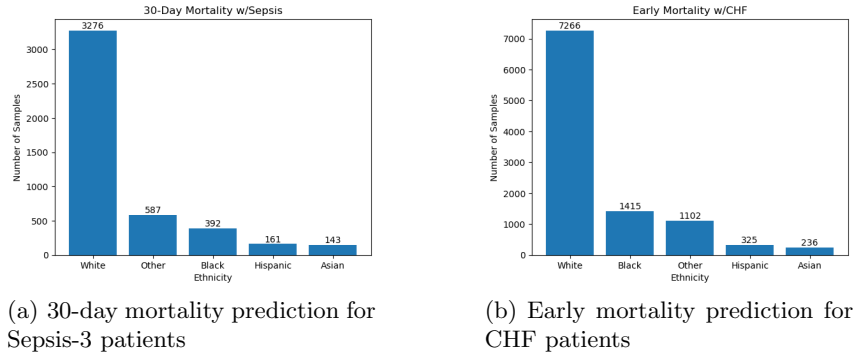 30-Day Mortality w/Sepsis
3276
587
392
161
143
3000
2500
2000
1500
1000
500
0
Number of Samples
White Other Black Hispanic Asian
Ethnicity
(a) 30-day mortality prediction for
Sepsis-3 patients
Early Mortality w/CHF
7266
1415
1102
325
236
7000
6000
5000
4000
3000
2000
1000
0
Number of Samples
White Black Other Hispanic Asian
Ethnicity
(b) Early mortality prediction for
CHF patients